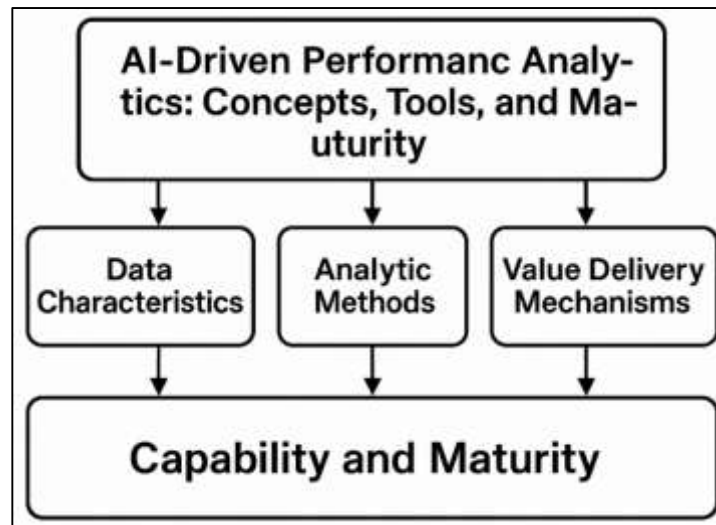 AI-Driven Performanc Analy-
tics: Concepts, Tools, and Ma-
uturity
Data
Characteristics
Analytic
Methods
Value Delivery
Mechanisms
Capability and Maturity